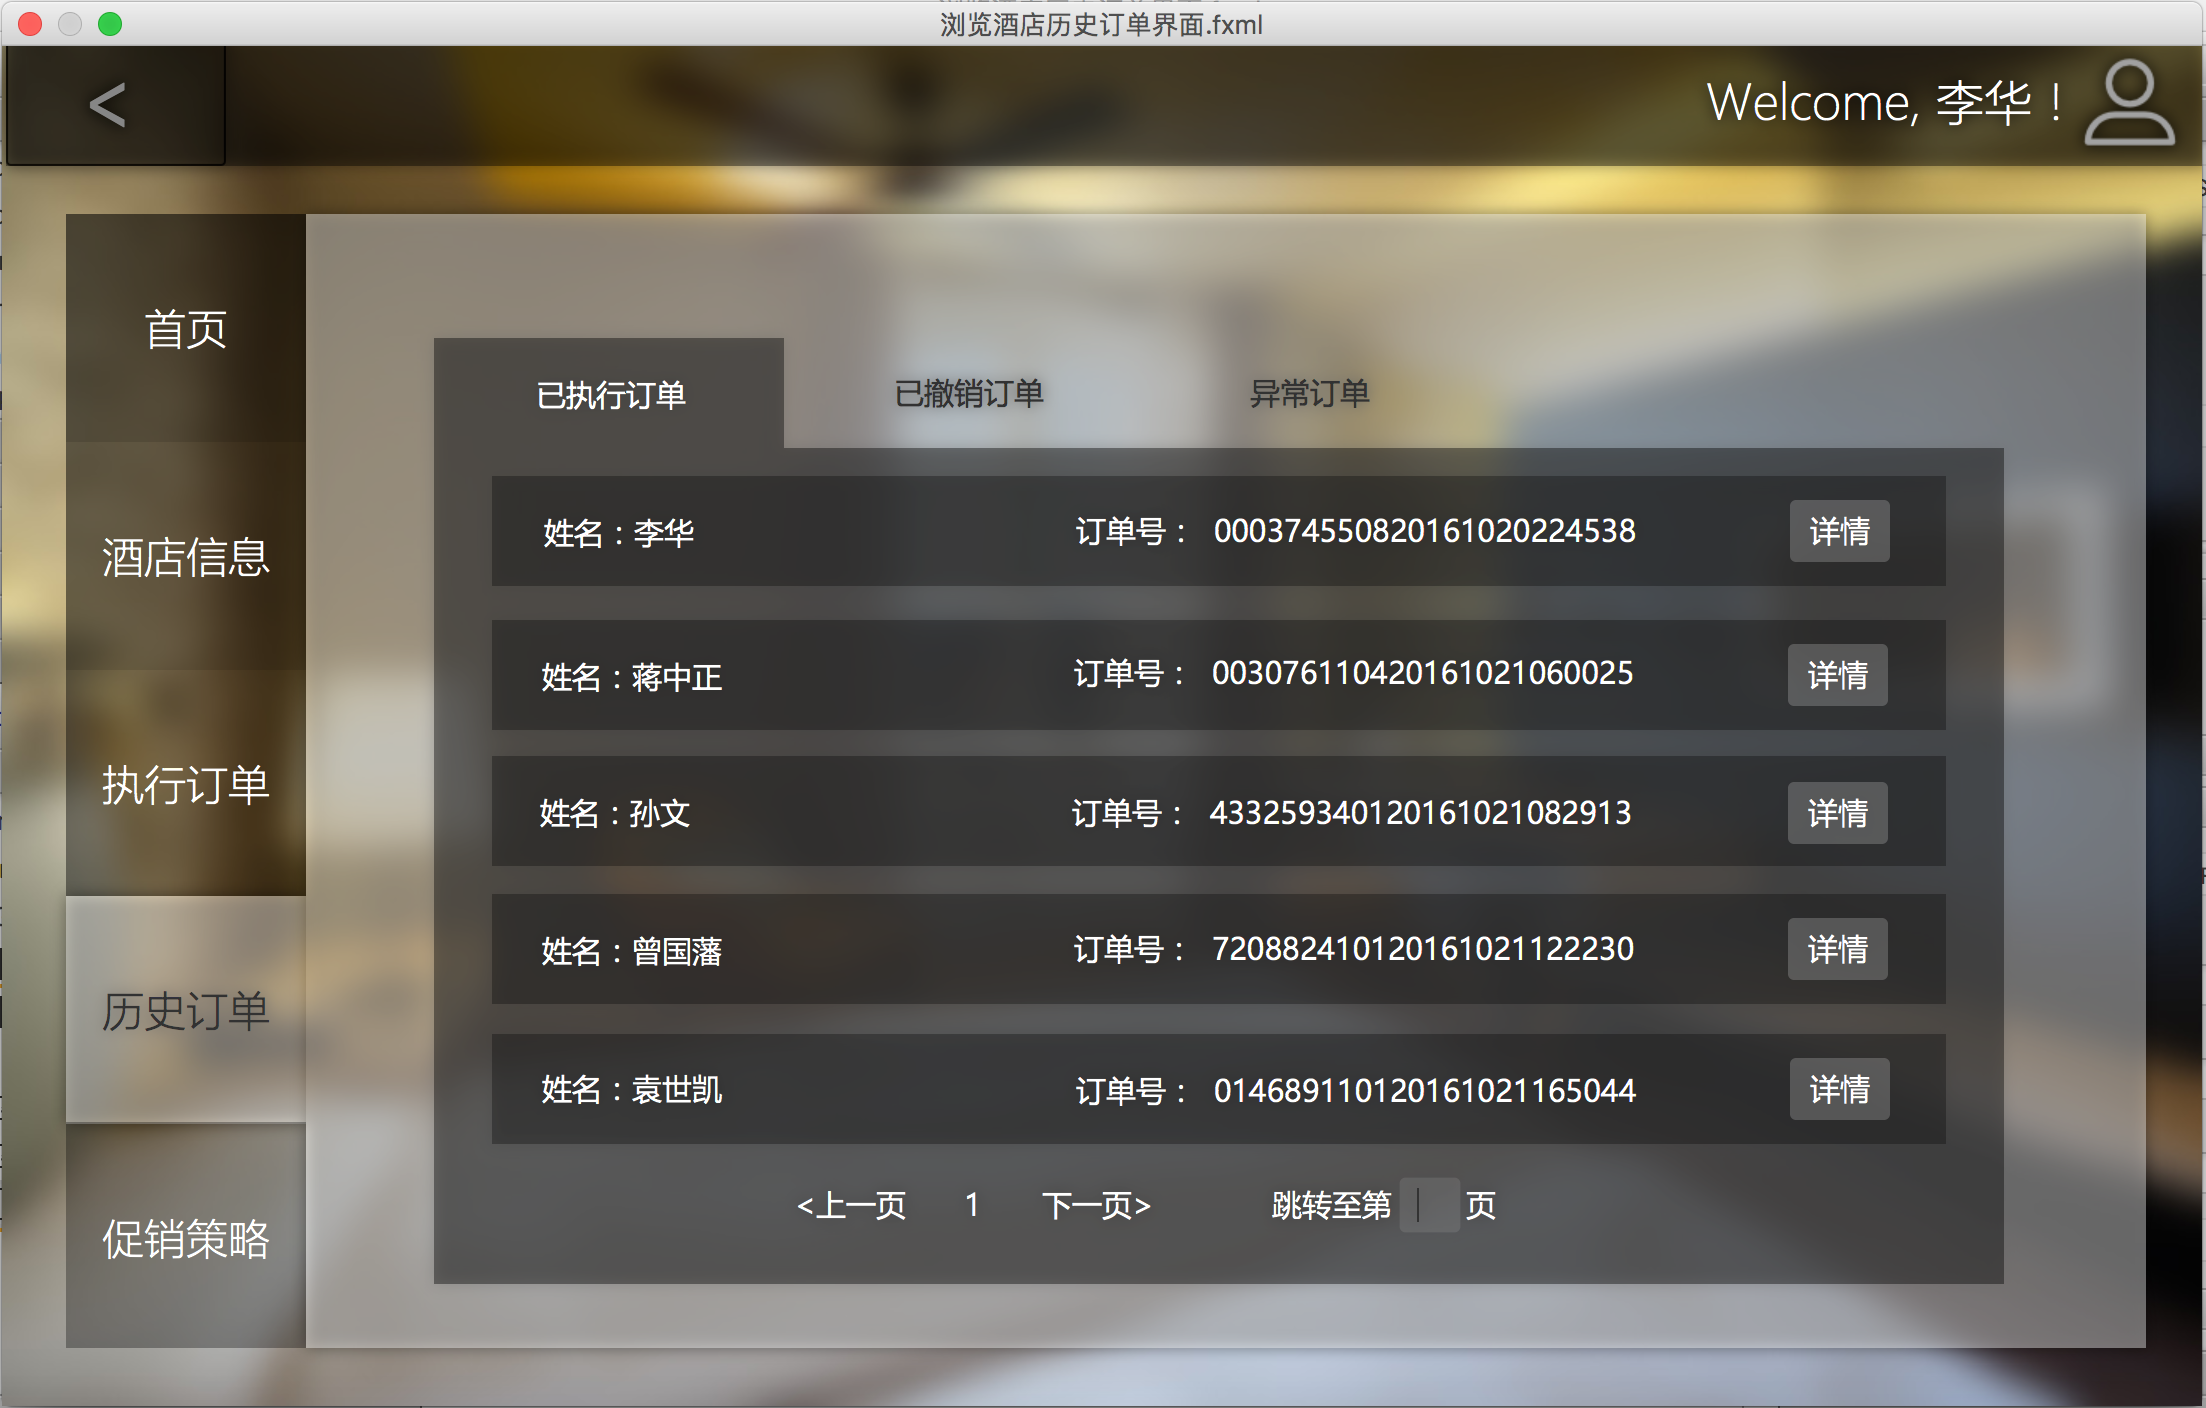 浏览酒店历史订单界面.fxml
<
Welcome, 李华！
首页
酒店信息
执行订单
历史订单
促销策略
已执行订单 已撤销订单 异常订单
姓名：李华 订单号： 000374550820161020224538 详情
姓名：蒋中正 订单号： 003076110420161021060025 详情
姓名：孙文 订单号： 433259340120161021082913 详情
姓名：曾国藩 订单号： 720882410120161021122230 详情
姓名：袁世凯 订单号： 014689110120161021165044 详情
<上一页 1 下一页> 跳转至第 页